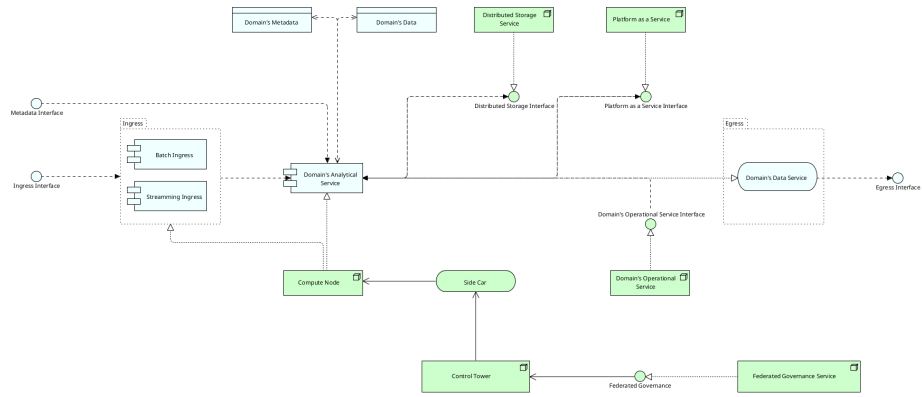 Domain's Metadata
Domain's Data
Distributed Storage
Service
Platform as a Service
Metadata Interface
Distributed Storage Interface
Platform as a Service Interface
Ingress
Egress
Batch Ingress
Ingress Interface
Streamming Ingress
Domain's Analytical
Service
Domain's Data Service
Egress Interface
Domain's Operational Service Interface
Compute Node
Side Car
Domain's Operational
Service
Control Tower
Federated Governance
Federated Governance Service